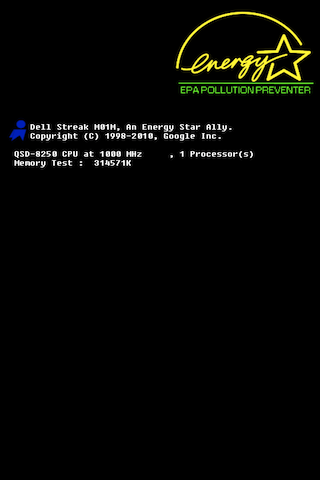 energy
EPA POLLUTION PREVENTER
Dell Streak M01M, An Energy Star Ally.
Copyright (C) 1998-2010, Google Inc.
QSD-8250 CPU at 1000 MHz , 1 Processor(s)
Memory Test : 314571K